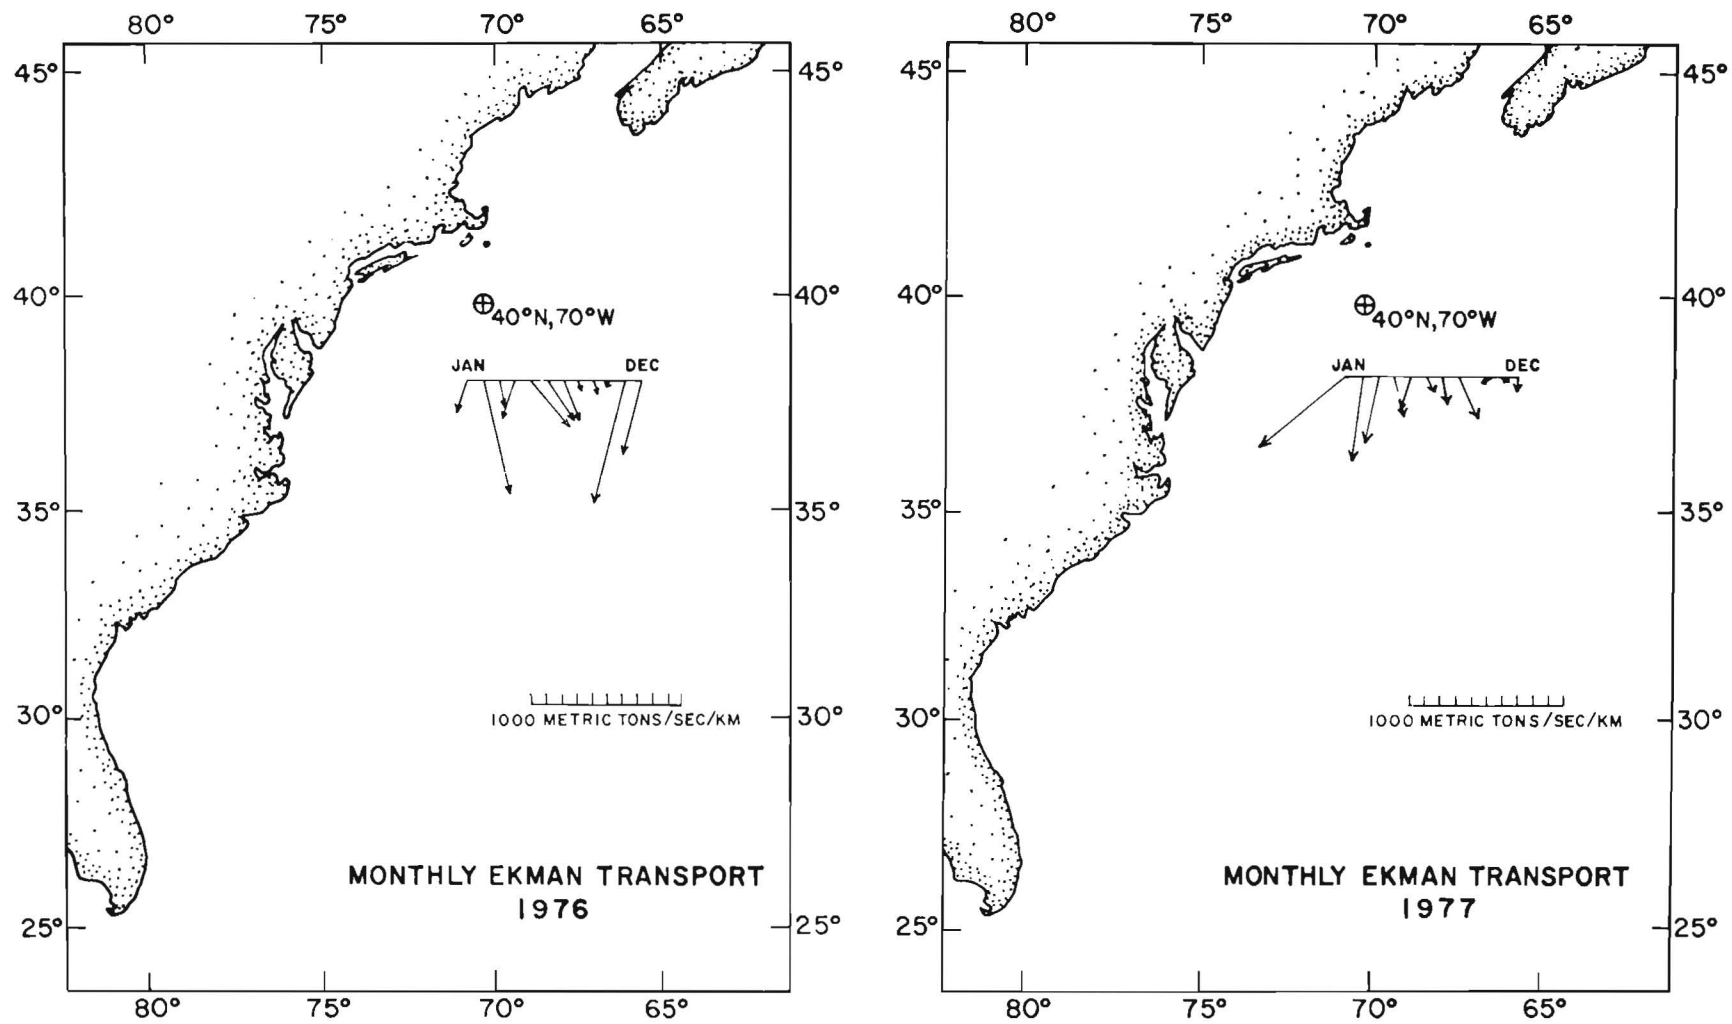 80° 75° 70° 65°
45° 45°
40° 40°
40°N, 70°W
JAN DEC
35° 35°
30° 30°
1000 METRIC TONS/SEC/KM
MONTHLY EKMAN TRANSPORT
1976
25° 25°
80° 75° 70° 65°
80° 75° 70° 65°
45° 45°
40° 40°
40°N, 70°W
JAN DEC
35° 35°
30° 30°
1000 METRIC TONS/SEC/KM
MONTHLY EKMAN TRANSPORT
1977
25° 25°
80° 75° 70° 65°